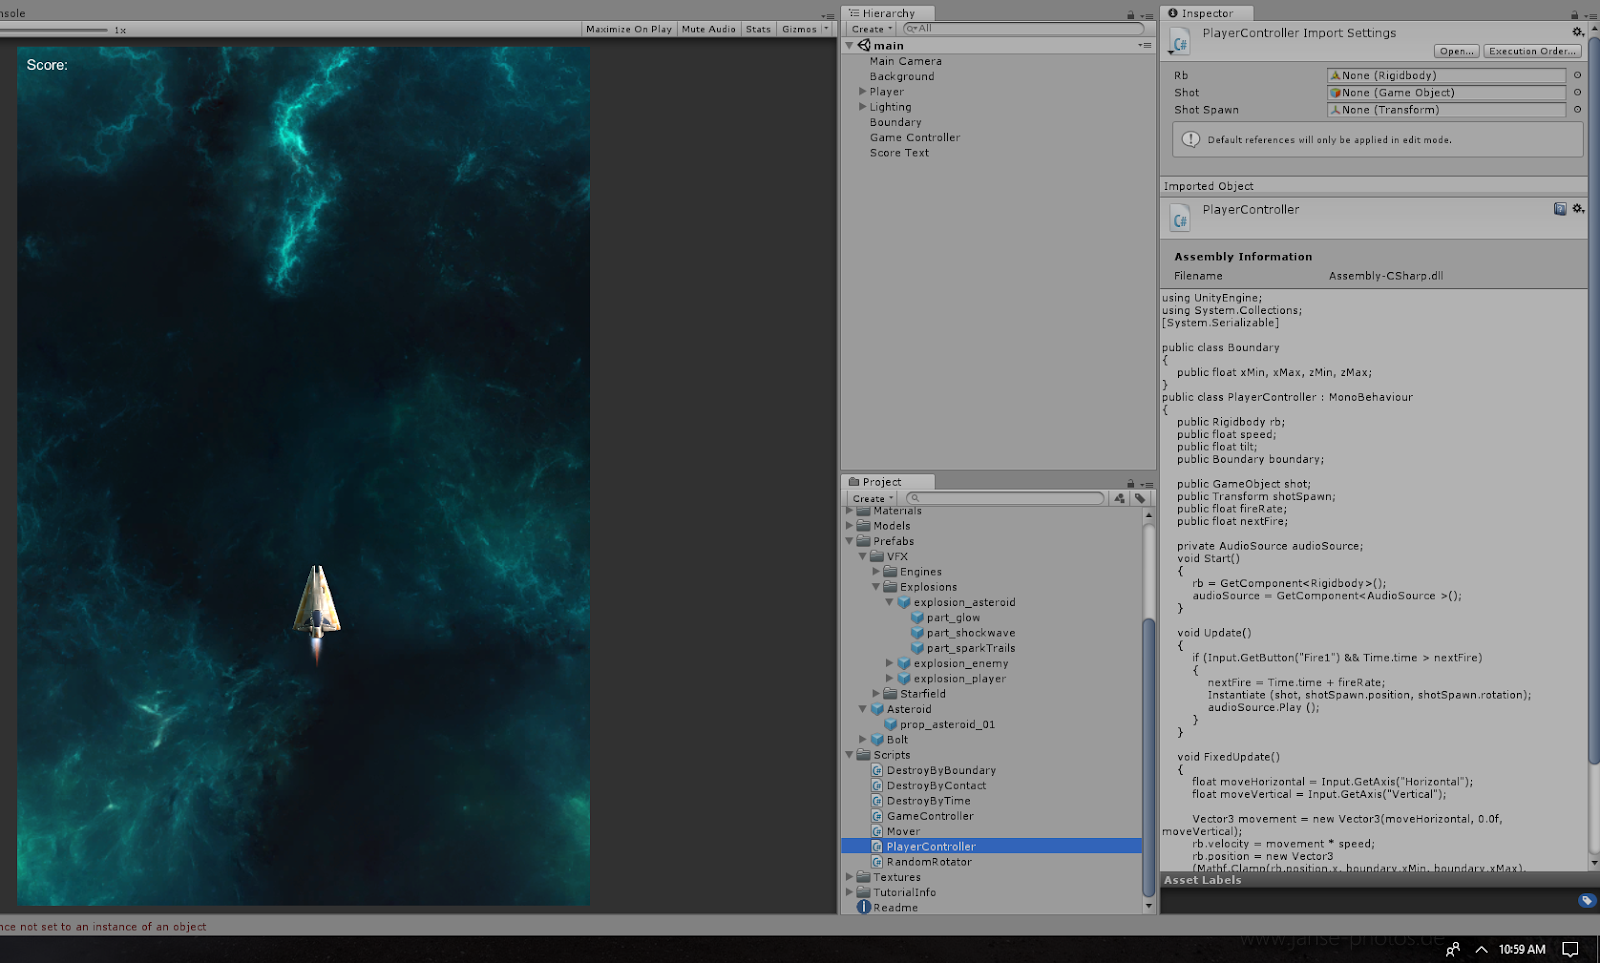 nsole
1x
Maximize On Play
Mute Audio
Stats
Gizmos
Score:
Hierarchy
Create
All
main
Main Camera
Background
Player
Lighting
Boundary
Game Controller
Score Text
Project
Create
Materials
Models
Prefabs
VFX
Engines
Explosions
explosion_asteroid
part_glow
part_shockwave
part_sparkTrails
explosion_enemy
explosion_player
Starfield
Asteroid
prop_asteroid_01
Bolt
Scripts
DestroyByBoundary
DestroyByContact
DestroyByTime
GameController
Mover
PlayerController
RandomRotator
Textures
TutorialInfo
Readme
Inspector
PlayerController Import Settings
Open...
Execution Order...
Rb None (Rigidbody)
Shot None (Game Object)
Shot Spawn None (Transform)
Default references will only be applied in edit mode.
Imported Object
PlayerController
Assembly Information
Filename Assembly-CSharp.dll
using UnityEngine;
using System.Collections;
[System.Serializable]
public class Boundary
{
public float xMin, xMax, zMin, zMax;
}
public class PlayerController : MonoBehaviour
{
public Rigidbody rb;
public float speed;
public float tilt;
public Boundary boundary;
public GameObject shot;
public Transform shotSpawn;
public float fireRate;
public float nextFire;
private AudioSource audioSource;
void Start()
{
rb = GetComponent<Rigidbody>();
audioSource = GetComponent<AudioSource >();
}
void Update()
{
if (Input.GetButton("Fire1") && Time.time > nextFire)
{
nextFire = Time.time + fireRate;
Instantiate (shot, shotSpawn.position, shotSpawn.rotation);
audioSource.Play ();
}
}
void FixedUpdate()
{
float moveHorizontal = Input.GetAxis("Horizontal");
float moveVertical = Input.GetAxis("Vertical");
Vector3 movement = new Vector3(moveHorizontal, 0.0f,
moveVertical);
rb.velocity = movement * speed;
rb.position = new Vector3
(Mathf.Clamp(rb.position.x, boundary.xMin, boundary.xMax),
Asset Labels
nce not set to an instance of an object
www.janse-photos.de
10:59 AM